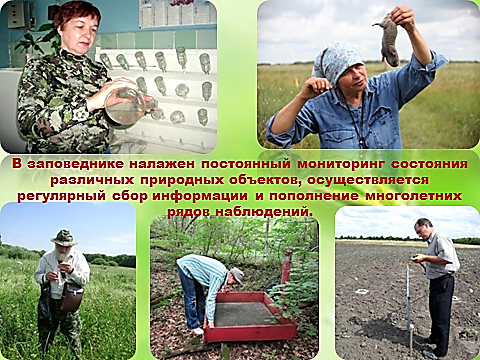 В заповеднике налажен постоянный мониторинг состояния
различных природных объектов, осуществляется
регулярный сбор информации и пополнение многолетних
рядов наблюдений.